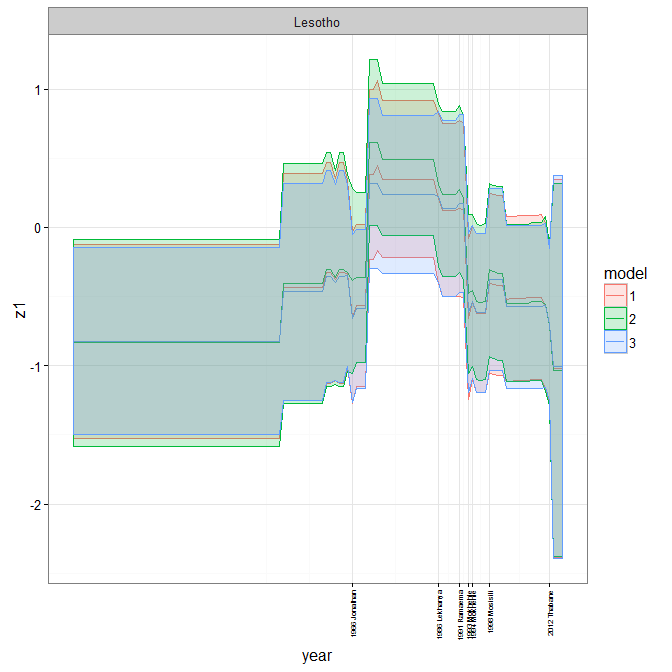 Lesotho
1
0
-1
-2
z1
1966 Jonathan
1986 Lekhanya
1991 Ramaema
1998 Mosisili
2012 Thabane
year
model
1
2
3